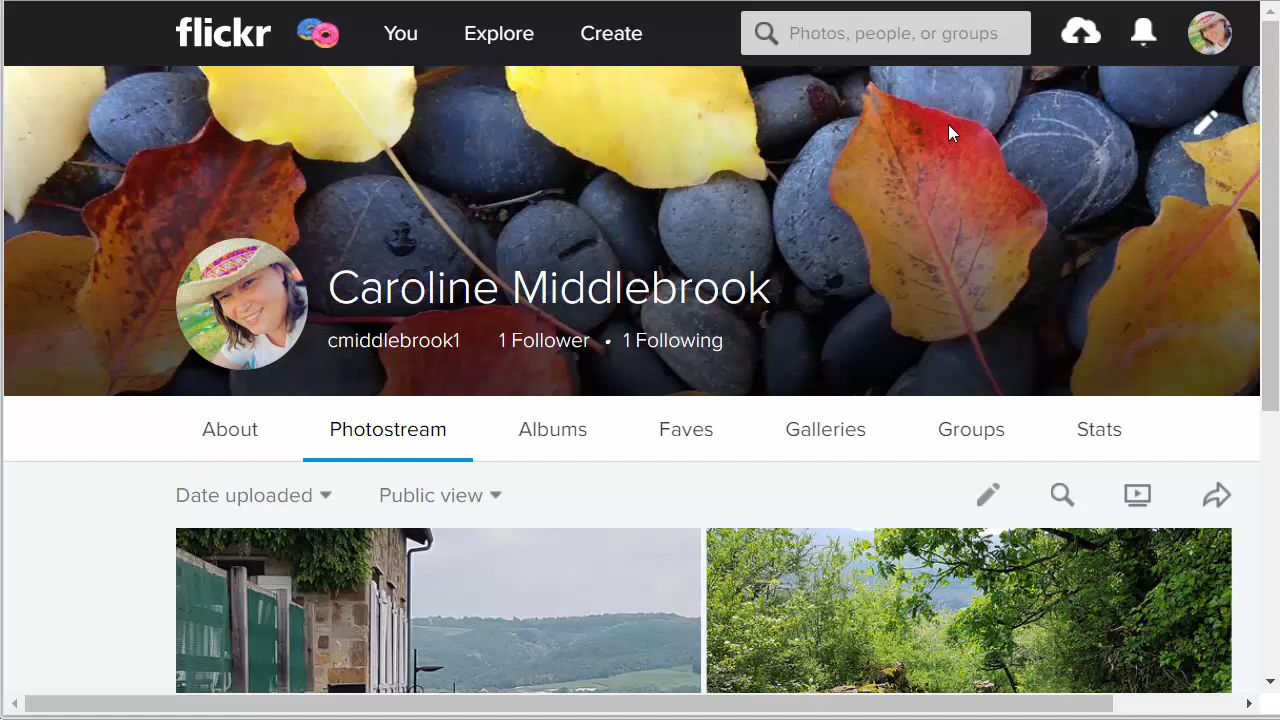 flickr You Explore Create Photos, people, or groups
Caroline Middlebrook
cmiddlebrook1 1 Follower • 1 Following
About Photostream Albums Faves Galleries Groups Stats
Date uploaded Public view